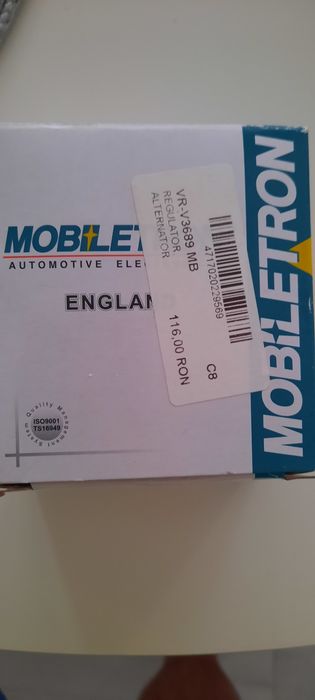 MOBILET
AUTOMOTIVE ELEC
ENGLAN
Quality Management System
ISO9001
TS16949
VR-V3689 MB
REGULATOR
ALTERNATOR
116,00 RON
4717020229569
C8
MOBILETRON